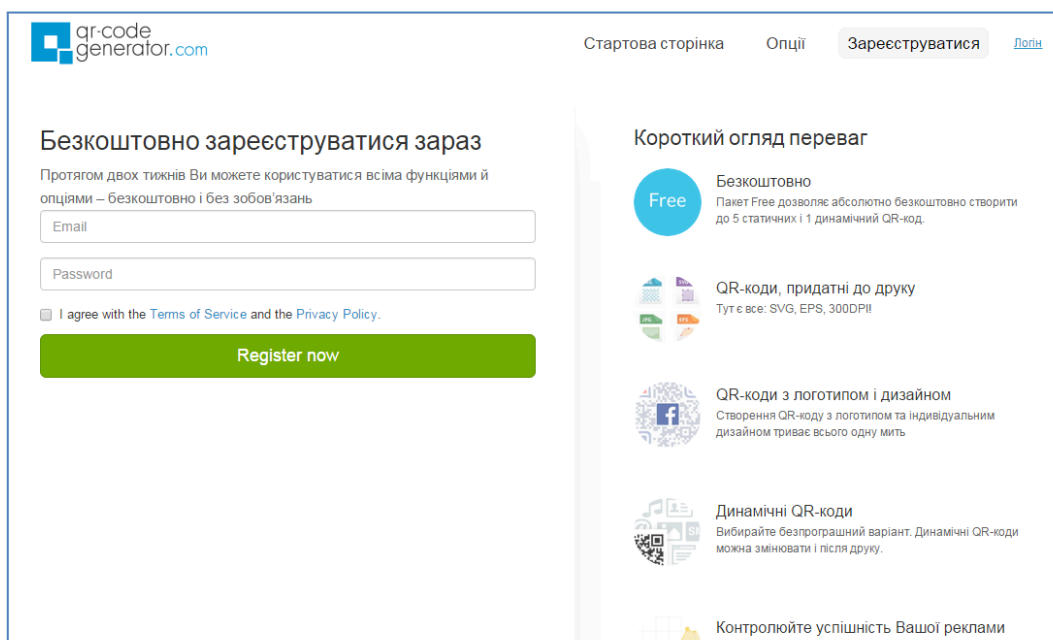 qr-code
generator.com
Стартова сторінка Опції Зареєструватися Логін
Безкоштовно зареєструватися зараз
Протягом двох тижнів Ви можете користуватися всіма функціями й
опціями – безкоштовно і без зобов'язань
Email
Password
I agree with the Terms of Service and the Privacy Policy.
Register now
Короткий огляд переваг
Free
Безкоштовно
Пакет Free дозволяє абсолютно безкоштовно створити
до 5 статичних і 1 динамічний QR-код.
SVG
JPG
EPS
QR-коди, придатні до друку
Тут є все: SVG, EPS, 300DPI!
QR-коди з логотипом і дизайном
Створення QR-коду з логотипом та індивідуальним
дизайном триває всього одну мить
Динамічні QR-коди
Вибирайте безпрограшний варіант. Динамічні QR-коди
можна змінювати і після друку.
Контролюйте успішність Вашої реклами